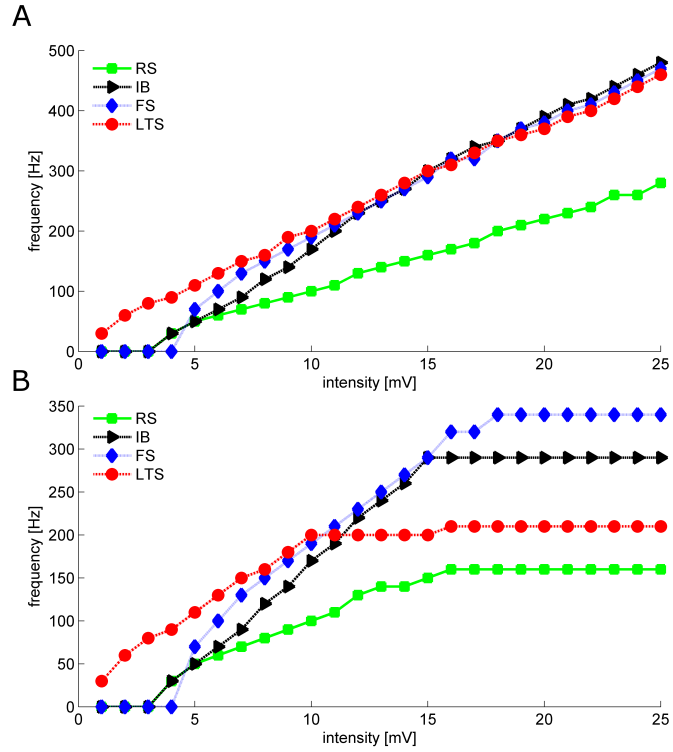 A
500
400
300
200
100
0
frequency [Hz]
RS
IB
FS
LTS
0 5 10 15 20 25
intensity [mV]
B
350
300
250
200
150
100
50
0
frequency [Hz]
RS
IB
FS
LTS
0 5 10 15 20 25
intensity [mV]